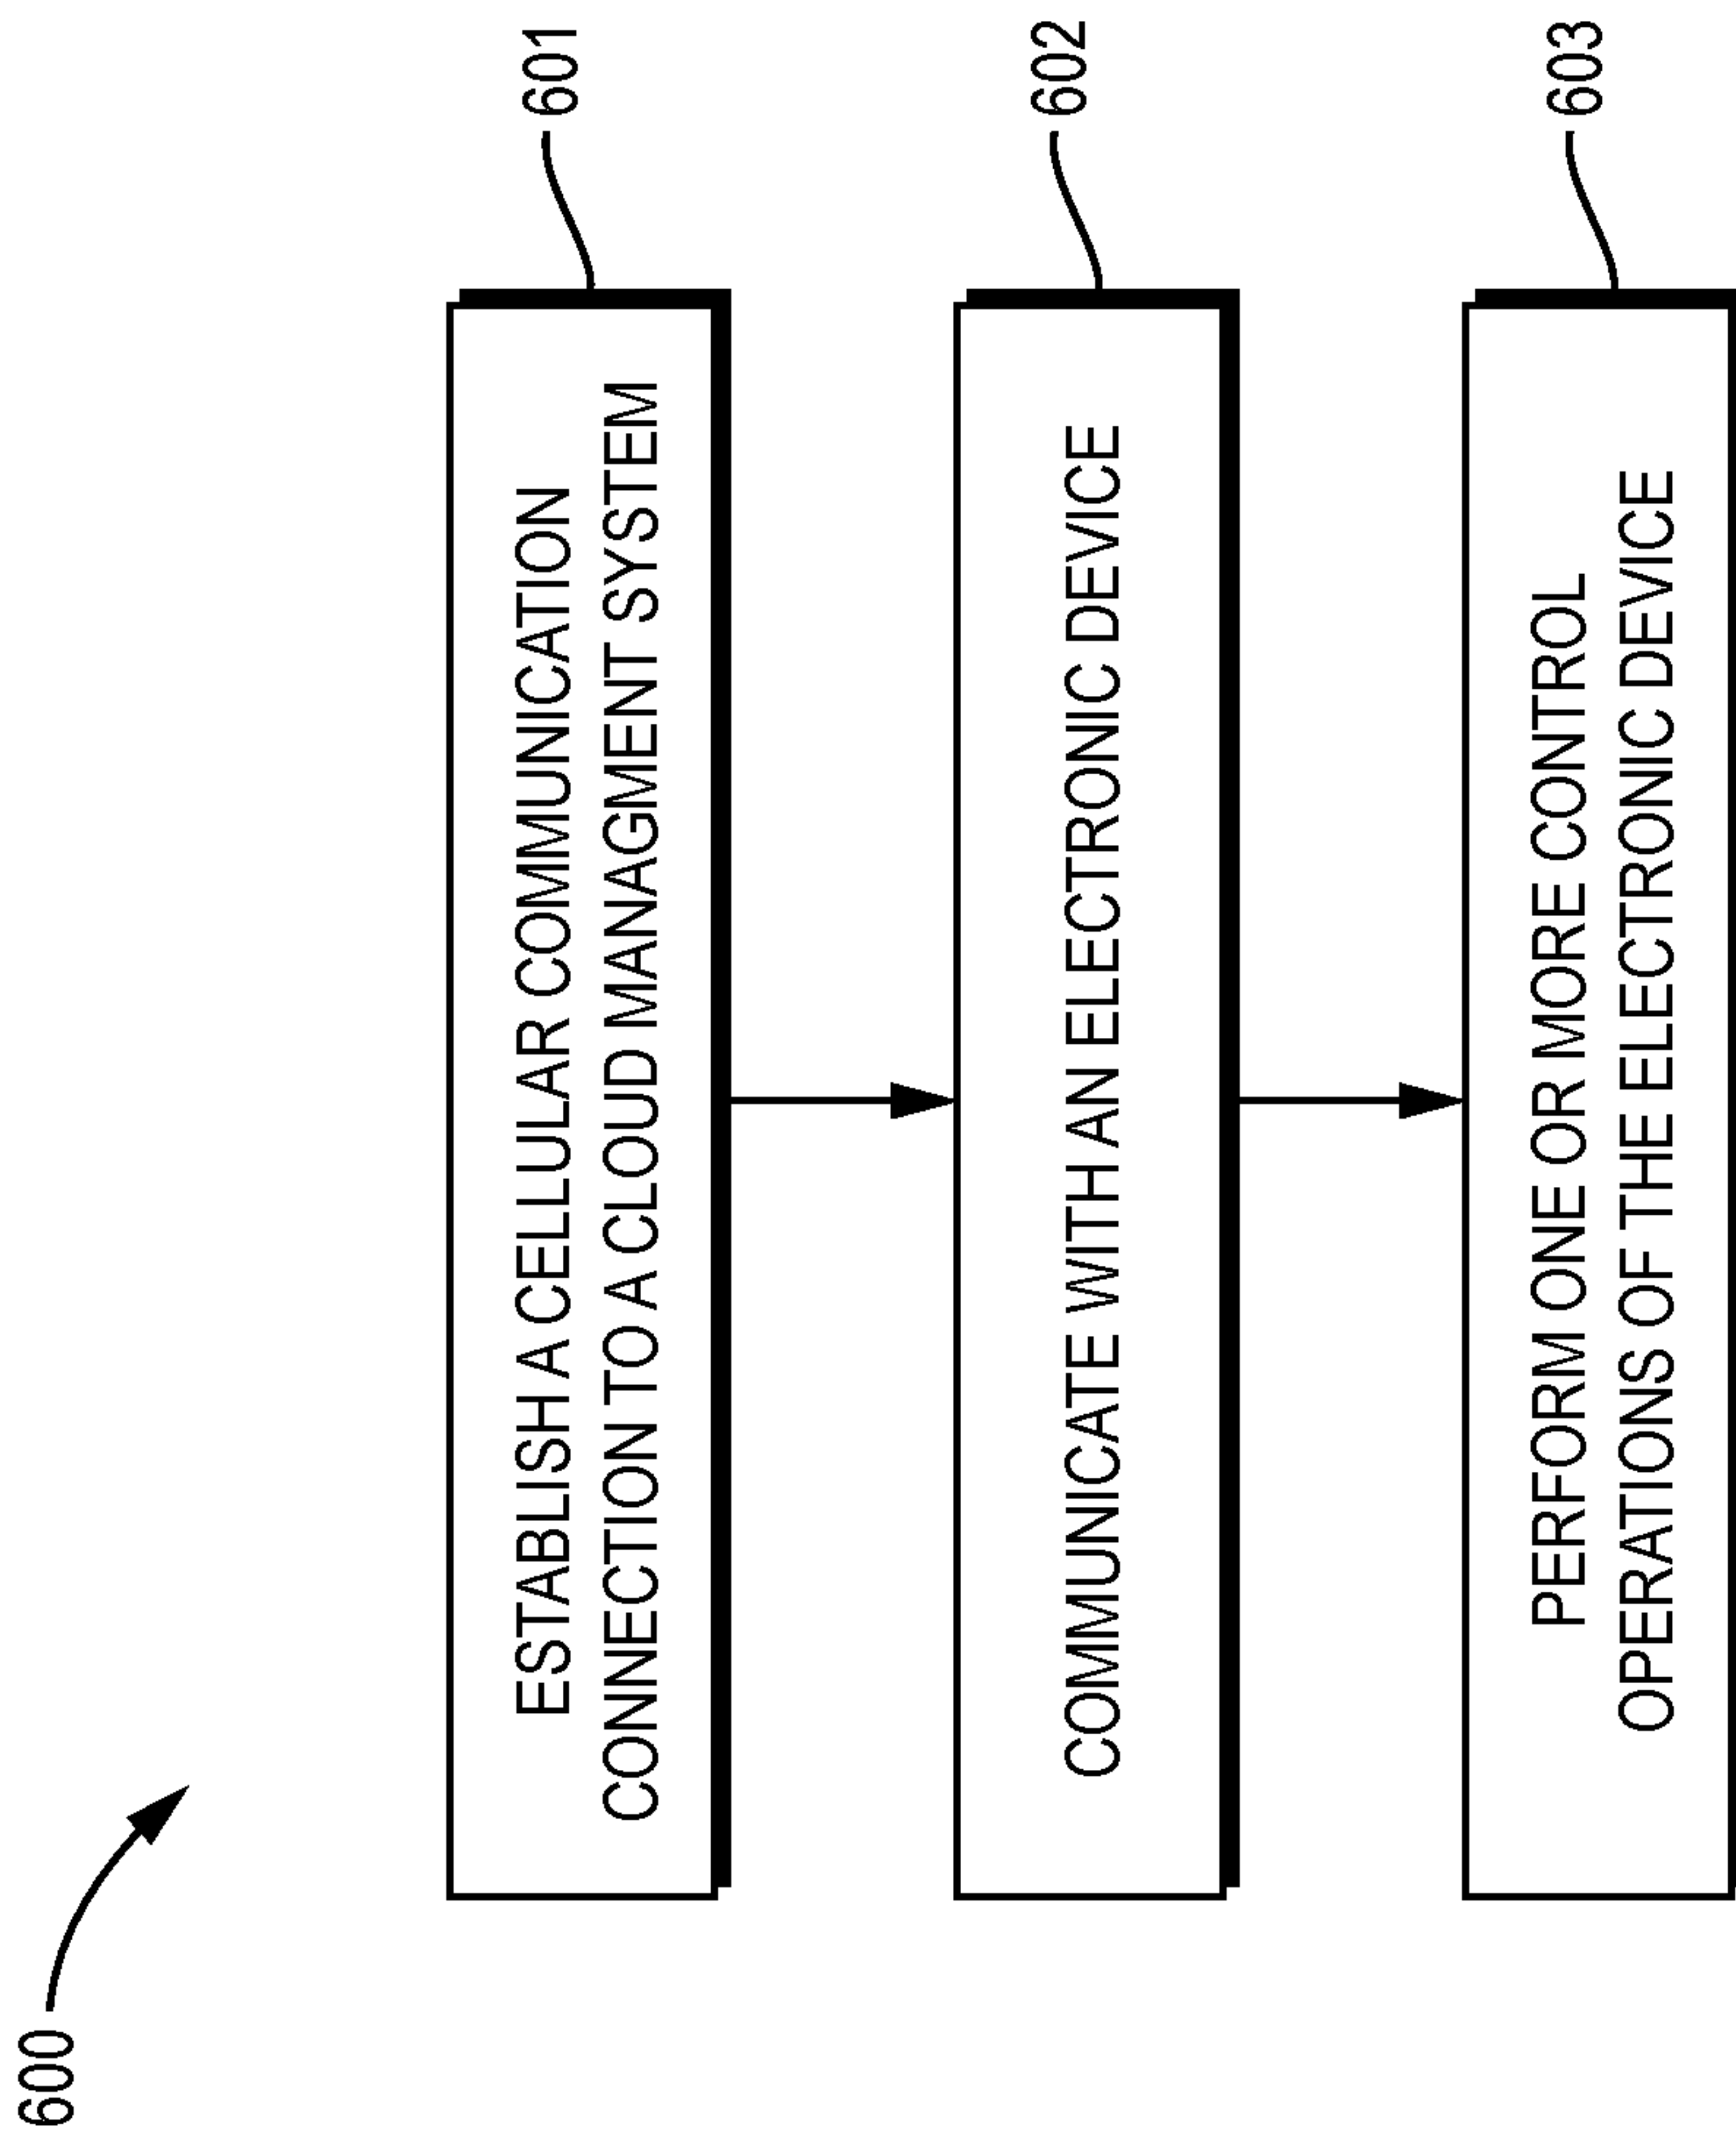 600
ESTABLISH A CELLULAR COMMUNICATION
CONNECTION TO A CLOUD MANAGMENT SYSTEM
601
COMMUNICATE WITH AN ELECTRONIC DEVICE
602
PERFORM ONE OR MORE CONTROL
OPERATIONS OF THE ELECTRONIC DEVICE
603